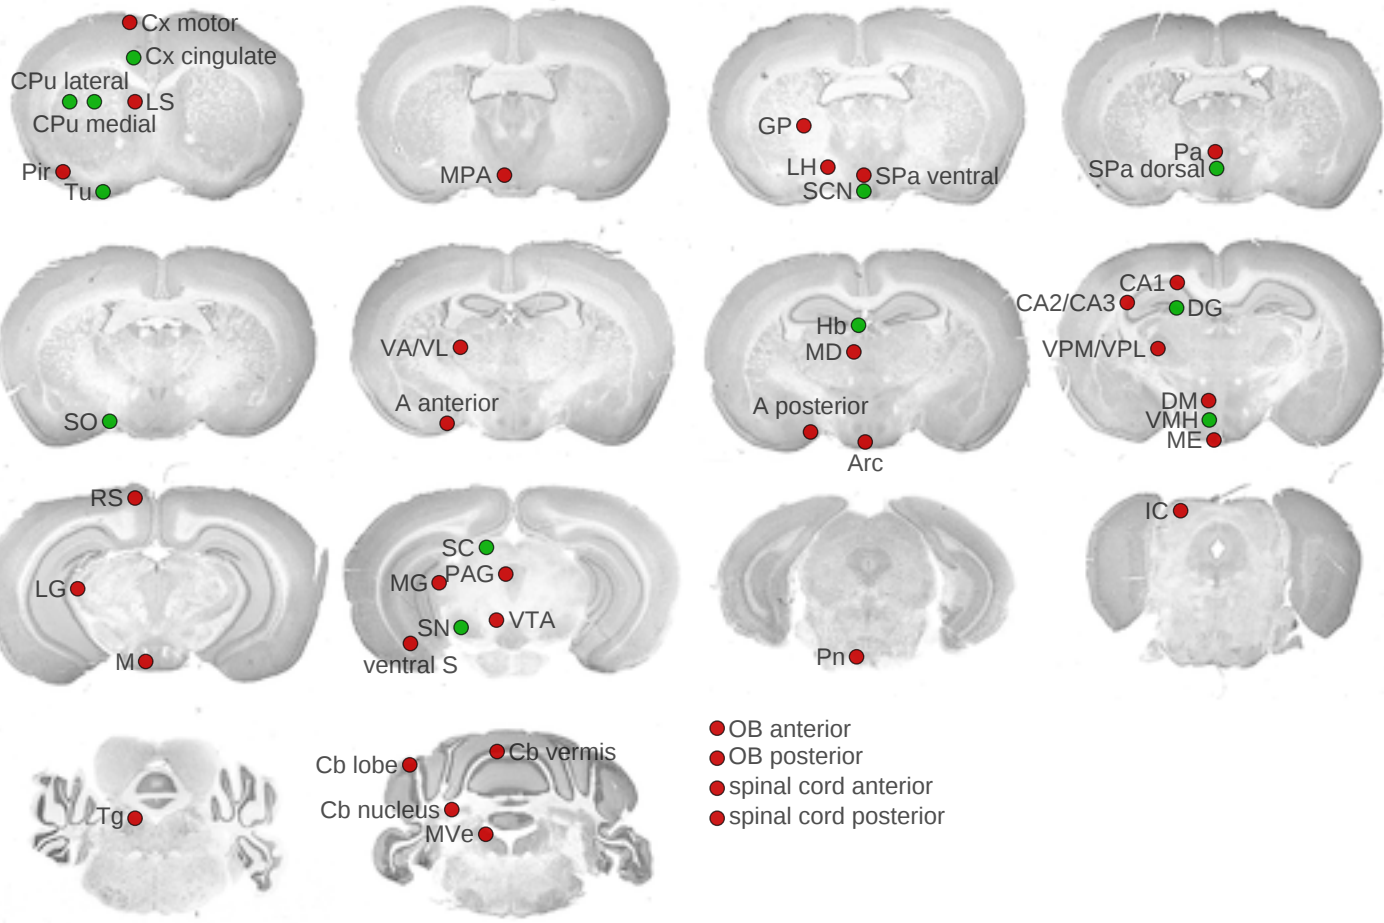 Cx motor
Cx cingulate
CPu lateral
LS
CPu medial
Pir
Tu
MPA
GP
LH
SPa ventral
SCN
Pa
SPa dorsal
SO
VA/VL
A anterior
Hb
MD
A posterior
Arc
CA1
CA2/CA3
DG
VPM/VPL
DM
VMH
ME
RS
LG
M
SC
MG
PAG
SN
VTA
ventral S
Pn
IC
Tg
Cb vermis
Cb lobe
Cb nucleus
MVe
OB anterior
OB posterior
spinal cord anterior
spinal cord posterior